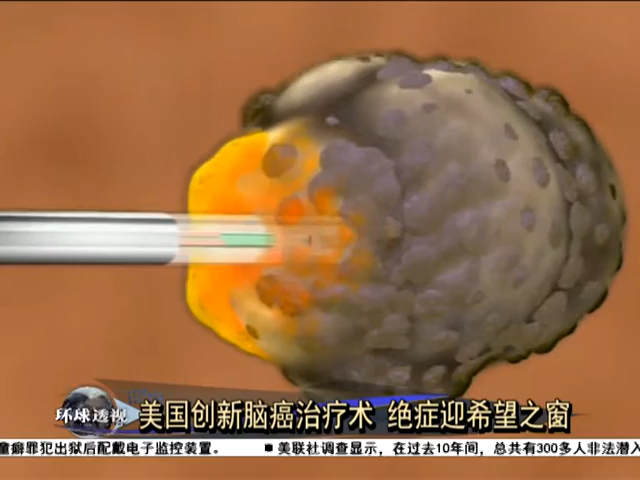 环球透视
美国创新脑癌治疗术 绝症迎希望之窗
童癖罪犯出狱后配戴电子监控装置。 ■ 美联社调查显示，在过去10年间，总共有300多人非法潜入